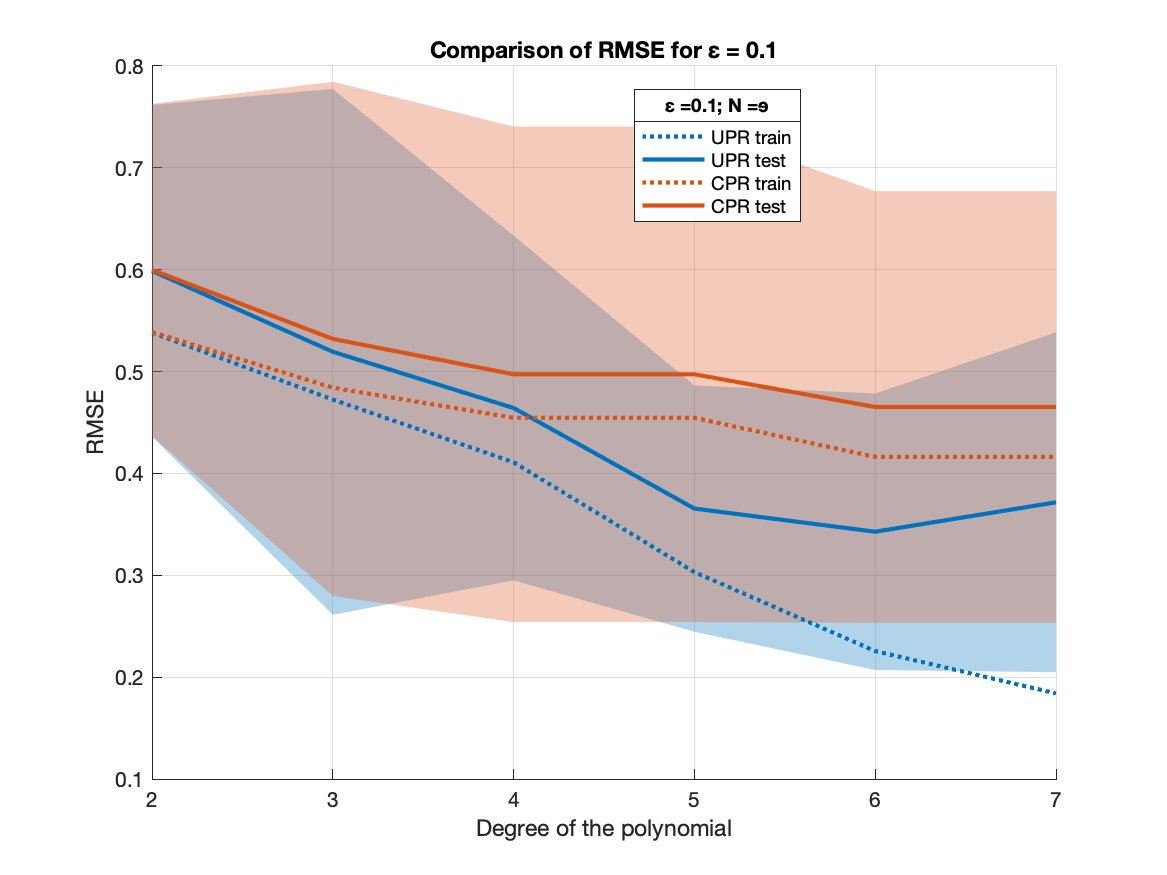 Comparison of RMSE for ε = 0.1
0.8
0.7
0.6
0.5
0.4
0.3
0.2
0.1
RMSE
ε =0.1; N =ɘ
UPR train
UPR test
CPR train
CPR test
2 3 4 5 6 7
Degree of the polynomial